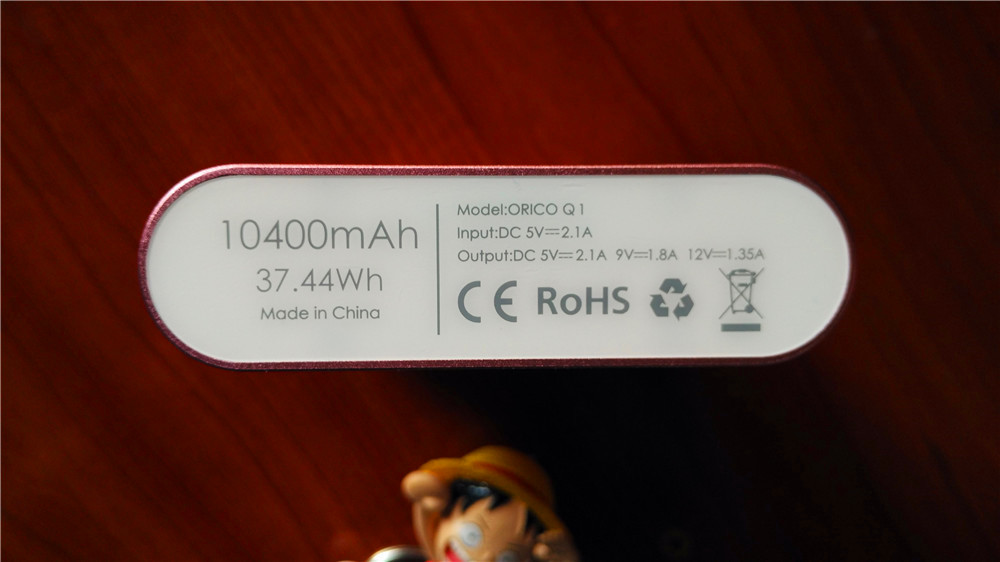 10400mAh
37.44Wh
Made in China
Model:ORICO Q1
Input:DC 5V⎓2.1A
Output:DC 5V⎓2.1A 9V⎓1.8A 12V⎓1.35A
CE RoHS